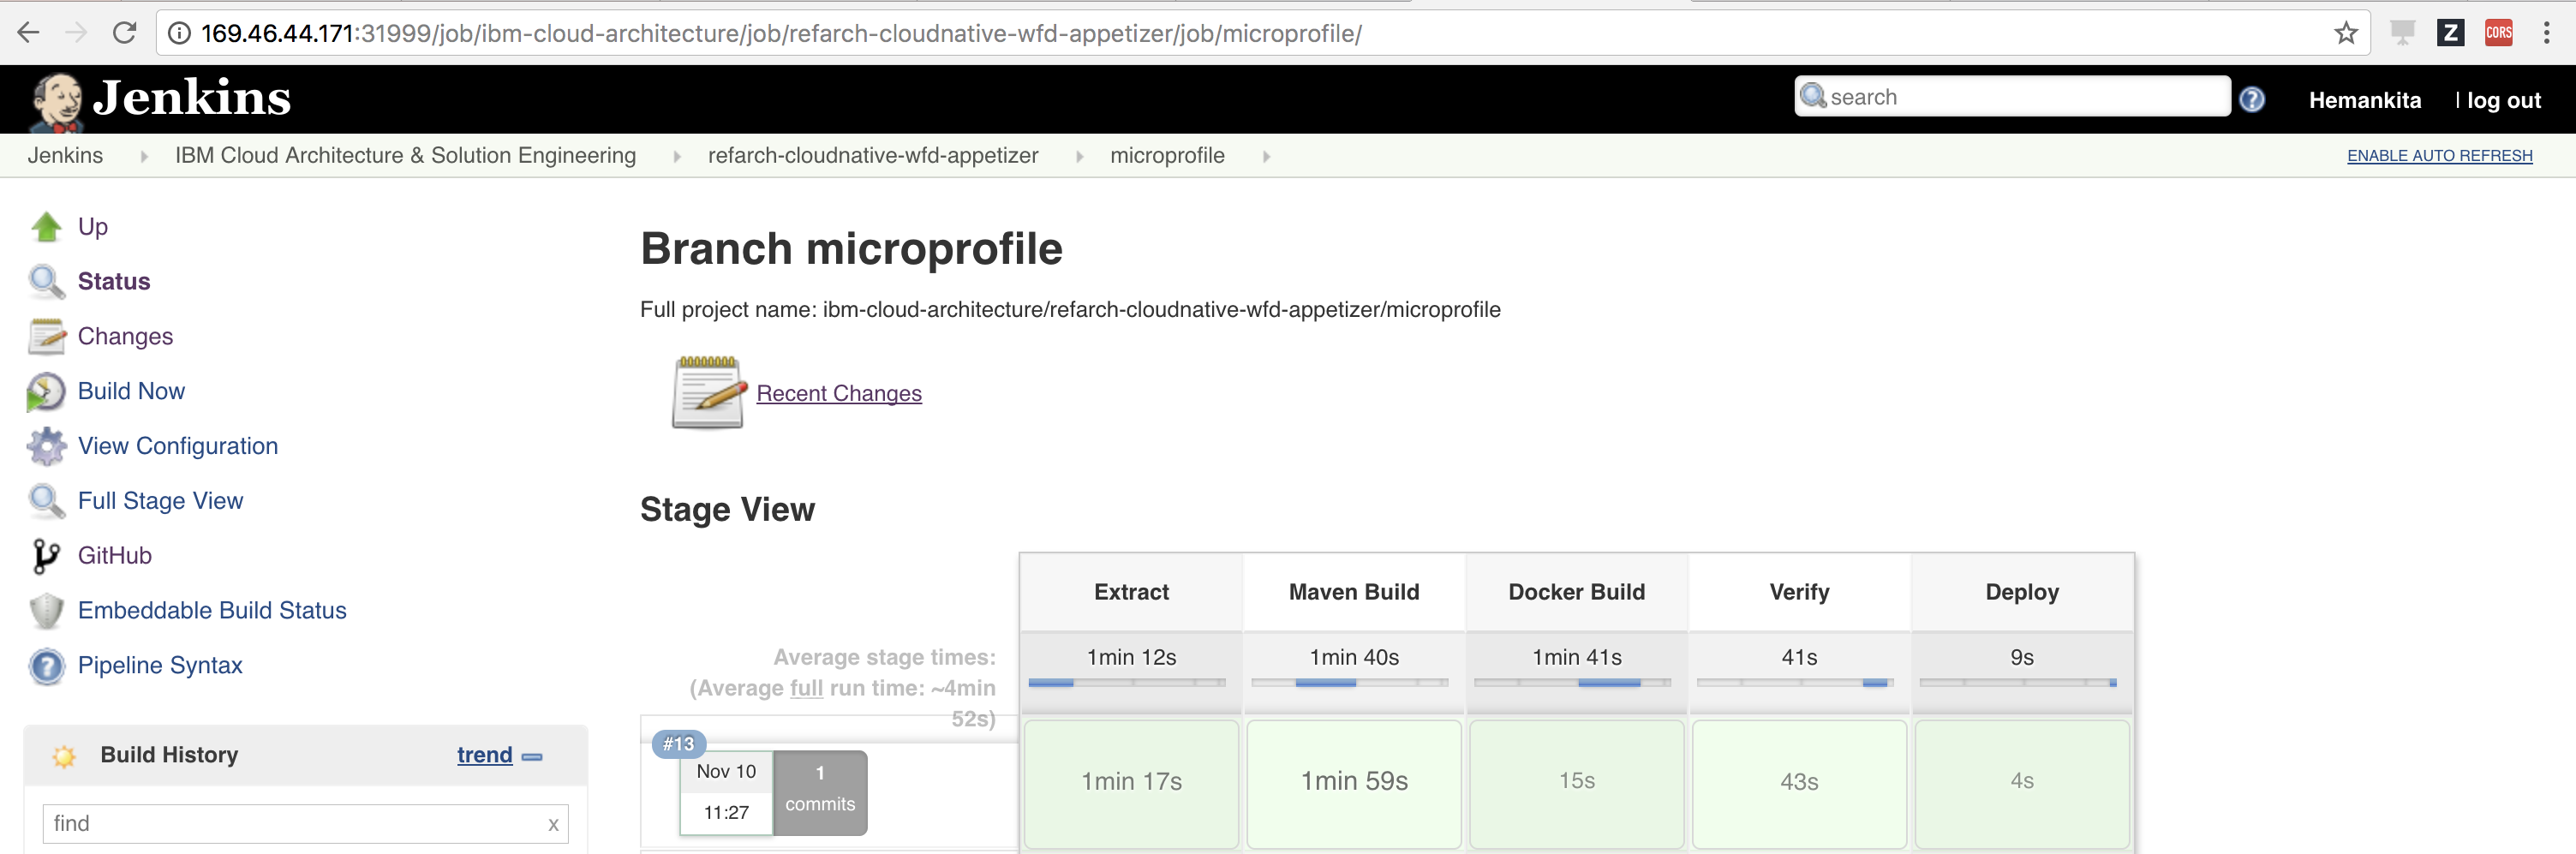 169.46.44.171:31999/job/ibm-cloud-architecture/job/refarch-cloudnative-wfd-appetizer/job/microprofile/
Z
CORS
Jenkins
search
?
Hemankita
| log out
Jenkins
IBM Cloud Architecture & Solution Engineering
refarch-cloudnative-wfd-appetizer
microprofile
ENABLE AUTO REFRESH
Up
Status
Changes
Build Now
View Configuration
Full Stage View
GitHub
Embeddable Build Status
Pipeline Syntax
Build History
trend
find
x
Branch microprofile
Full project name: ibm-cloud-architecture/refarch-cloudnative-wfd-appetizer/microprofile
Recent Changes
Stage View
Extract
Maven Build
Docker Build
Verify
Deploy
Average stage times:
(Average full run time: ~4min
52s)
1min 12s
1min 40s
1min 41s
41s
9s
#13
Nov 10
11:27
1
commits
1min 17s
1min 59s
15s
43s
4s